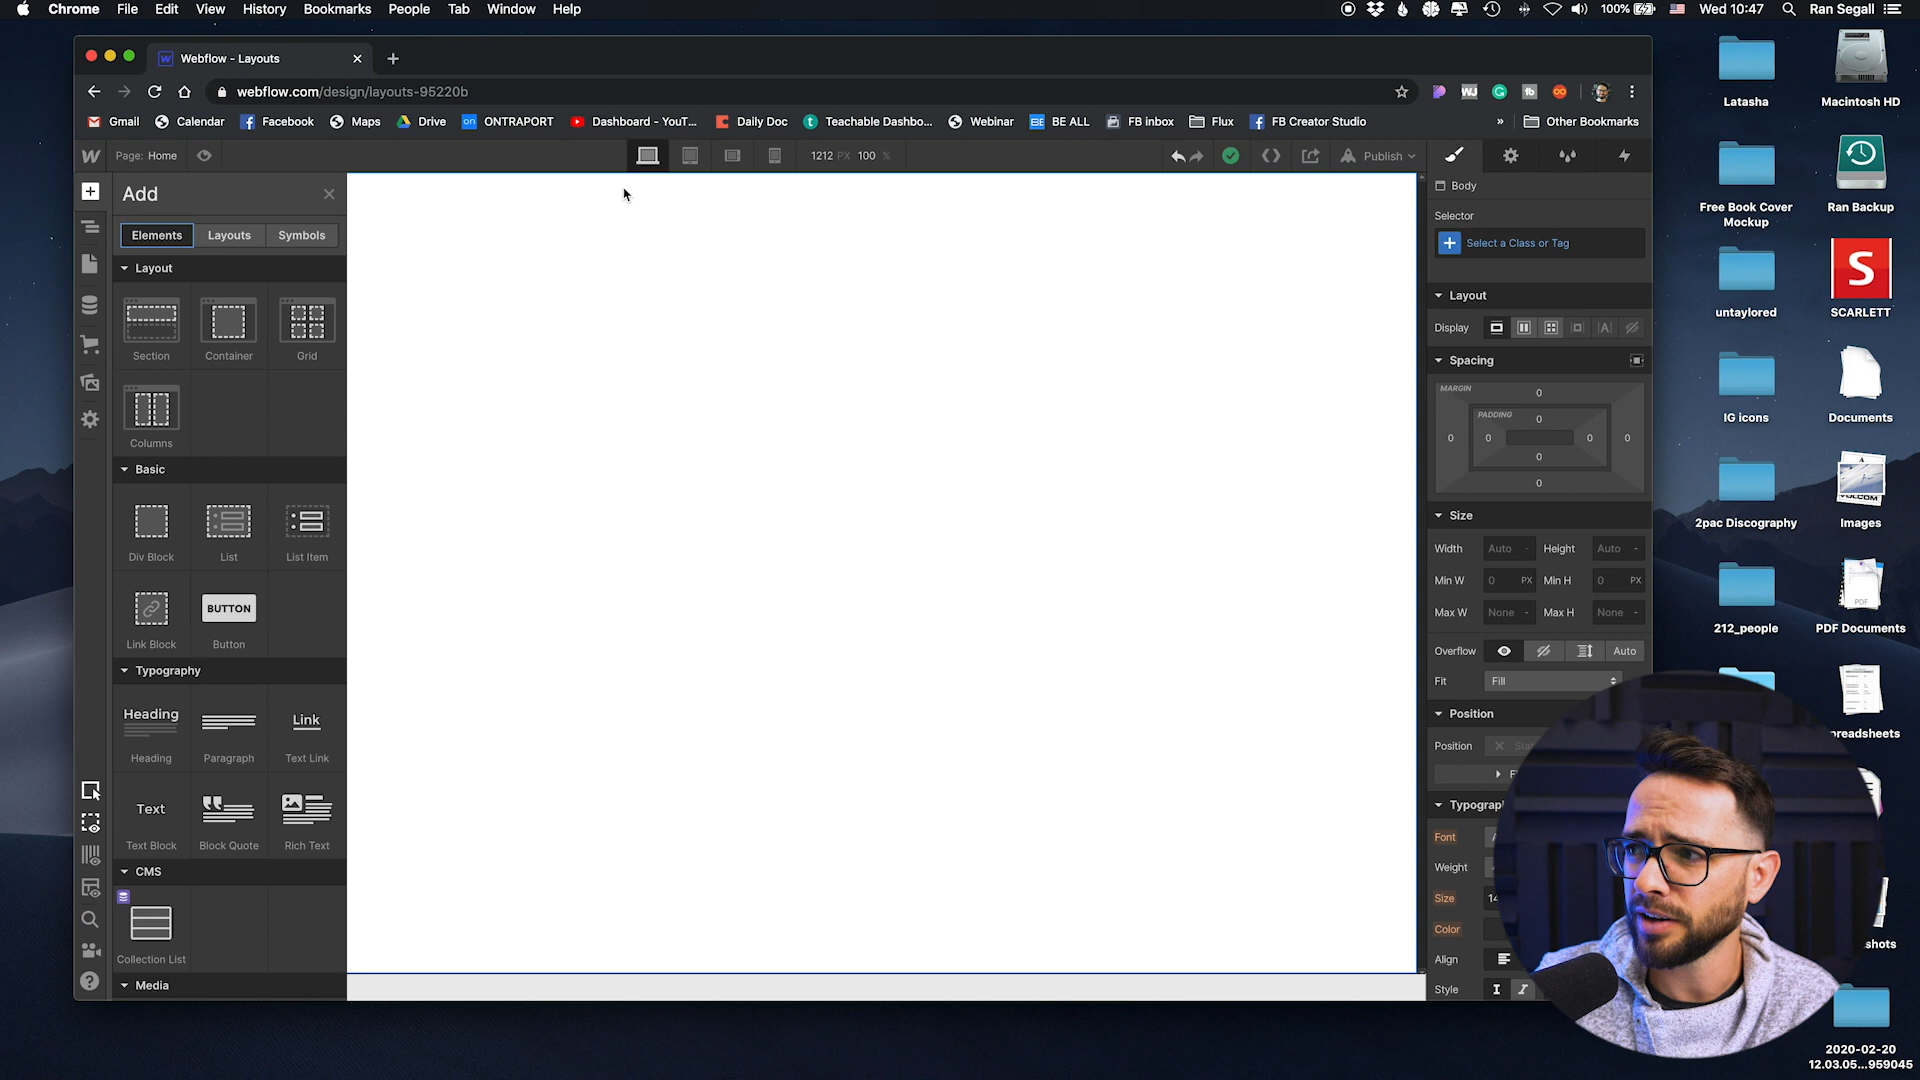 Chrome File Edit View History Bookmarks People Tab Window Help
100% Wed 10:47 Ran Segall
Webflow - Layouts
webflow.com/design/layouts-95220b
Gmail Calendar Facebook Maps Drive ONTRAPORT Dashboard - YouT... Daily Doc Teachable Dashbo... Webinar BE ALL FB inbox Flux FB Creator Studio » Other Bookmarks
Page: Home
1212 PX 100 %
Publish
Add
Elements Layouts Symbols
Layout
Section Container Grid
Columns
Basic
Div Block List List Item
BUTTON
Link Block Button
Typography
Heading Link
Heading Paragraph Text Link
Text
Text Block Block Quote Rich Text
CMS
Collection List
Media
Body
Selector
Select a Class or Tag
Layout
Display
Spacing
MARGIN
0
PADDING
0
0 0 0 0
0
0
Size
Width Auto - Height Auto -
Min W 0 PX Min H 0 PX
Max W None - Max H None -
Overflow Auto
Fit Fill
Position
Position
Font
Weight
Size
Color
Align
Style
Latasha
Macintosh HD
Free Book Cover
Mockup
Ran Backup
untaylored
S
SCARLETT
IG icons
Documents
VOLCOM
2pac Discography
Images
PDF
212_people
PDF Documents
2020-02-20
12.03.05...959045